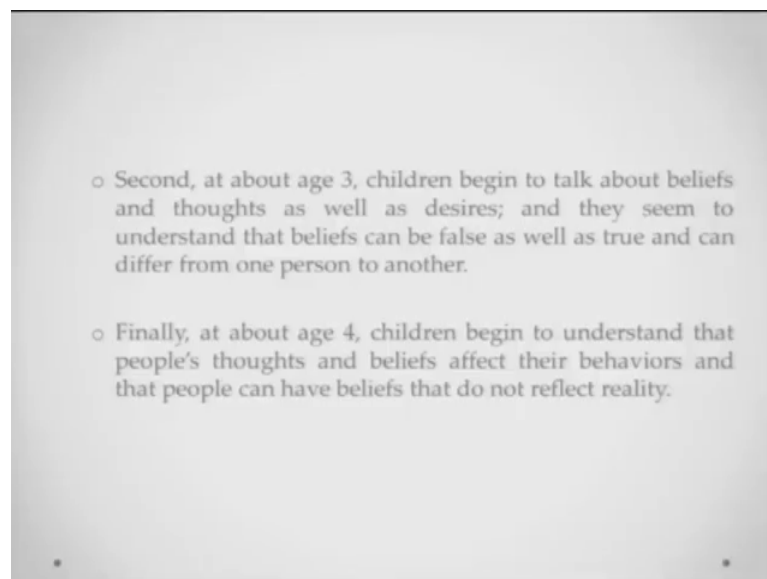 o Second, at about age 3, children begin to talk about beliefs
and thoughts as well as desires; and they seem to
understand that beliefs can be false as well as true and can
differ from one person to another.
o Finally, at about age 4, children begin to understand that
people's thoughts and beliefs affect their behaviors and
that people can have beliefs that do not reflect reality.